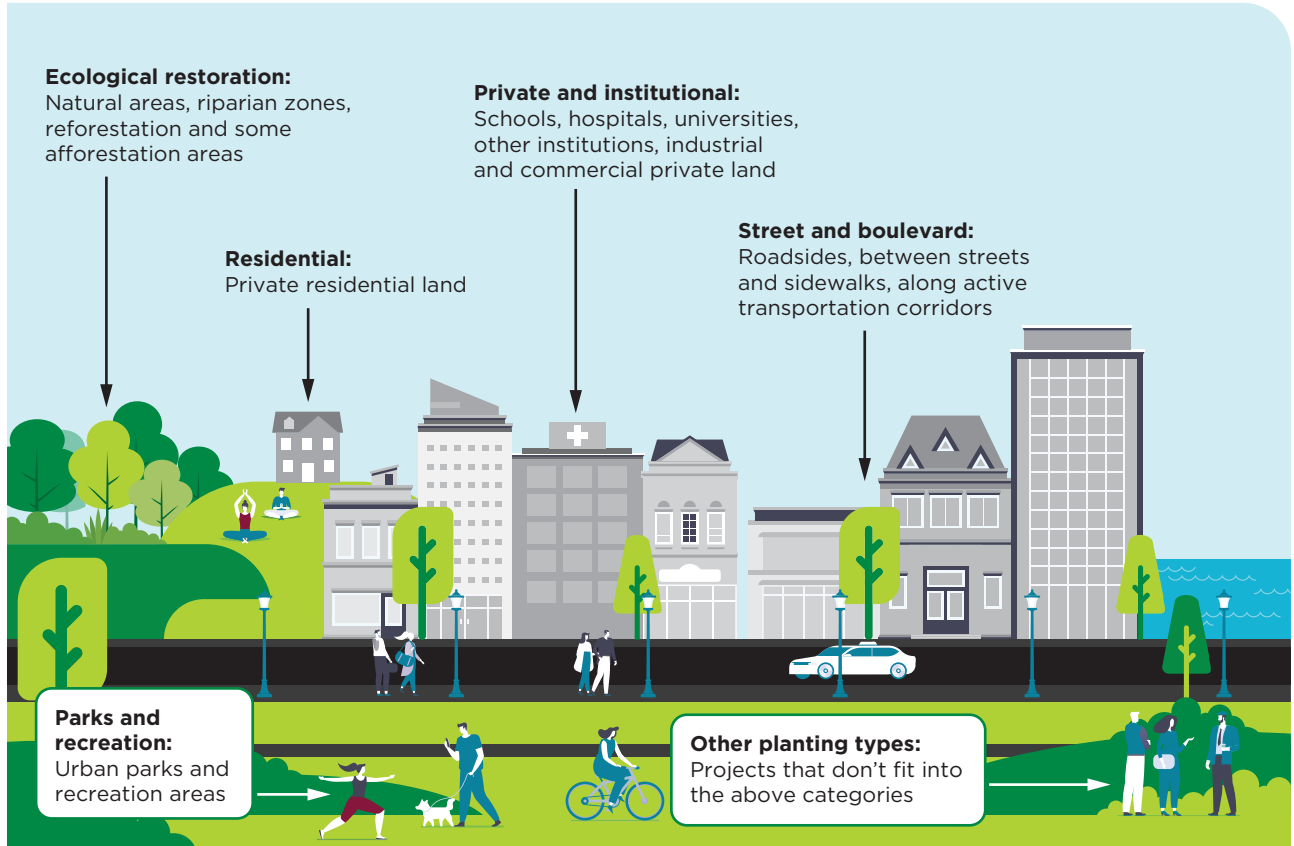 Ecological restoration:
Natural areas, riparian zones,
reforestation and some
afforestation areas
Private and institutional:
Schools, hospitals, universities,
other institutions, industrial
and commercial private land
Residential:
Private residential land
Street and boulevard:
Roadsides, between streets
and sidewalks, along active
transportation corridors
Parks and
recreation:
Urban parks and
recreation areas
Other planting types:
Projects that don’t fit into
the above categories